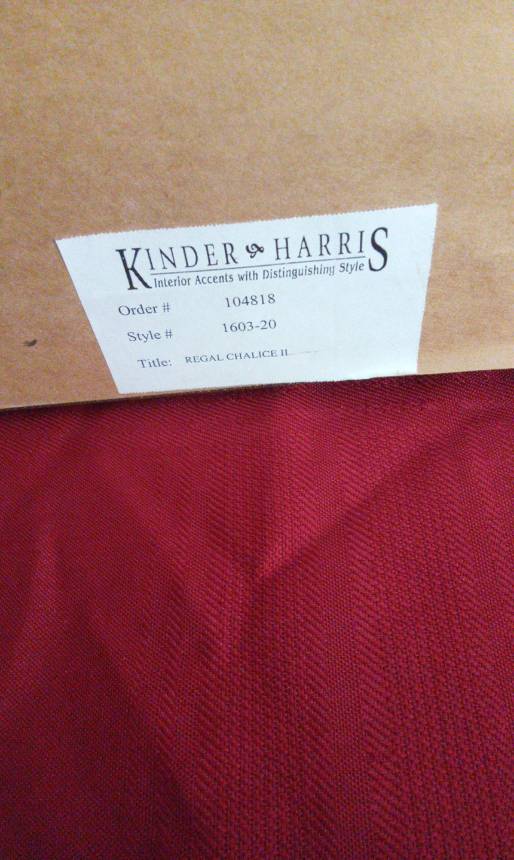 KINDER HARRIS
Interior Accents with Distinguishing Style
Order # 104818
Style # 1603-20
Title: REGAL CHALICE II